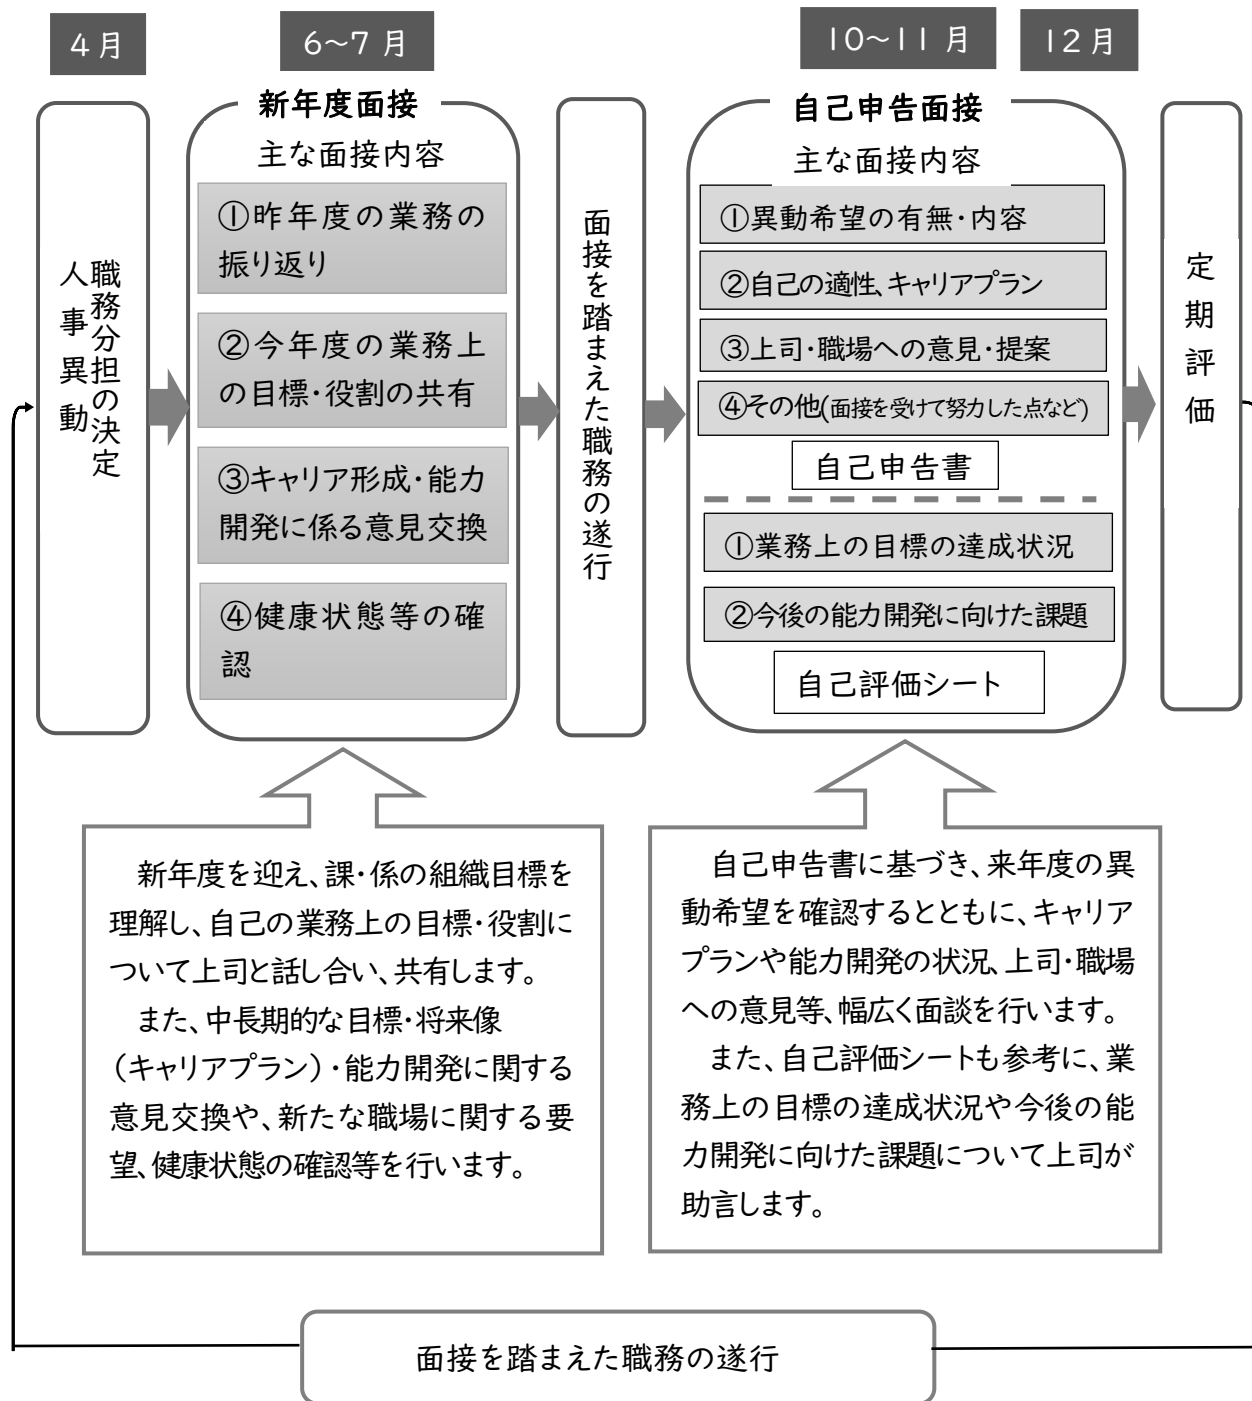 4月
6～7 月
10～11 月
12月
職務分担の決定
人事異動
新年度面接
主な面接内容
①昨年度の業務の
振り返り
②今年度の業務上
の目標・役割の共有
③キャリア形成・能力
開発に係る意見交換
④健康状態等の確
認
面接を踏まえた職務の遂行
自己申告面接
主な面接内容
①異動希望の有無・内容
②自己の適性、キャリアプラン
③上司・職場への意見・提案
④その他(面接を受けて努力した点など)
自己申告書
①業務上の目標の達成状況
②今後の能力開発に向けた課題
自己評価シート
定期評価
新年度を迎え、課・係の組織目標を
理解し、自己の業務上の目標・役割に
ついて上司と話し合い、共有します。
また、中長期的な目標・将来像
（キャリアプラン）・能力開発に関する
意見交換や、新たな職場に関する要
望、健康状態の確認等を行います。
自己申告書に基づき、来年度の異
動希望を確認するとともに、キャリア
プランや能力開発の状況、上司・職場
への意見等、幅広く面談を行います。
また、自己評価シートも参考に、業
務上の目標の達成状況や今後の能
力開発に向けた課題について上司が
助言します。
面接を踏まえた職務の遂行